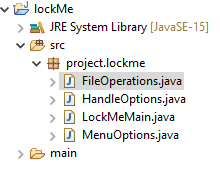 lockMe
JRE System Library [JavaSE-15]
src
project.lockme
FileOperations.java
HandleOptions.java
LockMeMain.java
MenuOptions.java
main